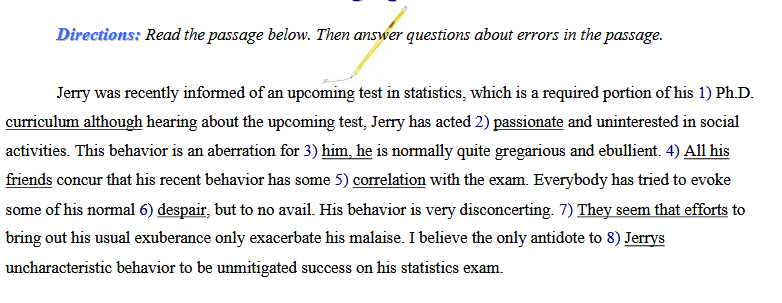 Directions: Read the passage below. Then answer questions about errors in the passage.
Jerry was recently informed of an upcoming test in statistics, which is a required portion of his 1) Ph.D.
curriculum although hearing about the upcoming test, Jerry has acted 2) passionate and uninterested in social
activities. This behavior is an aberration for 3) him, he is normally quite gregarious and ebullient. 4) All his
friends concur that his recent behavior has some 5) correlation with the exam. Everybody has tried to evoke
some of his normal 6) despair, but to no avail. His behavior is very disconcerting. 7) They seem that efforts to
bring out his usual exuberance only exacerbate his malaise. I believe the only antidote to 8) Jerrys
uncharacteristic behavior to be unmitigated success on his statistics exam.